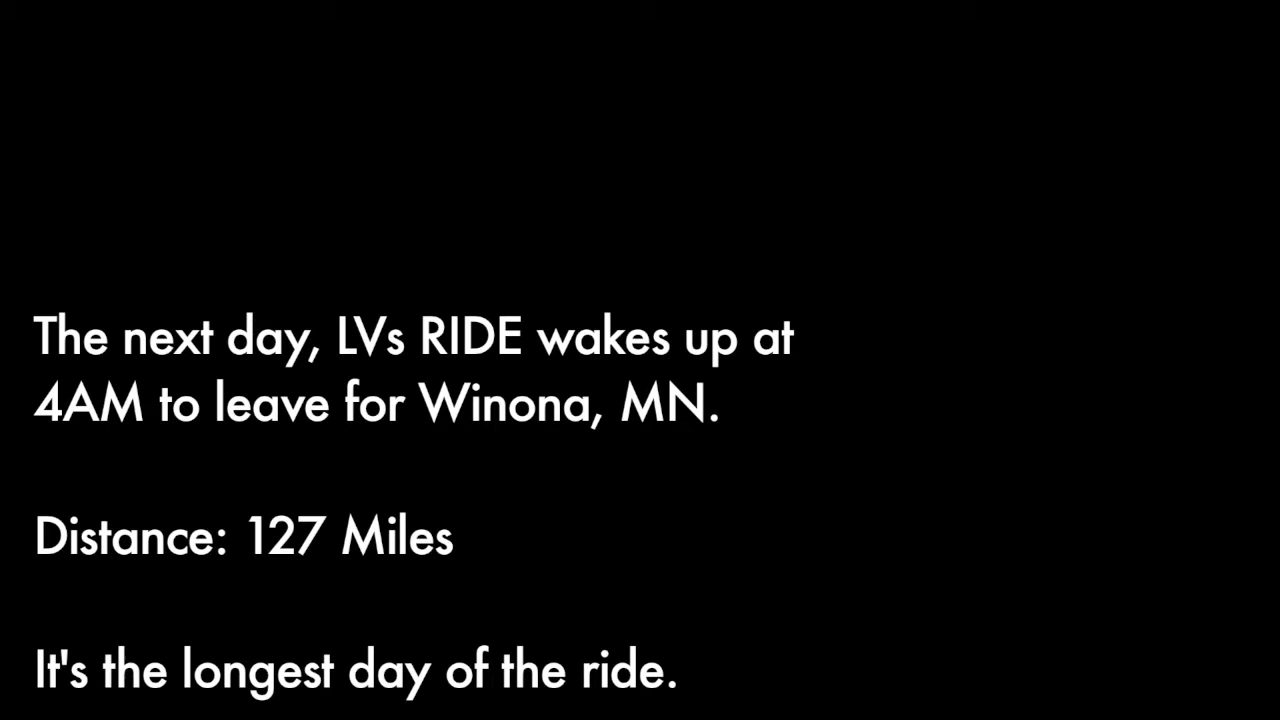 The next day, LVs RIDE wakes up at
4AM to leave for Winona, MN.
Distance: 127 Miles
It's the longest day of the ride.